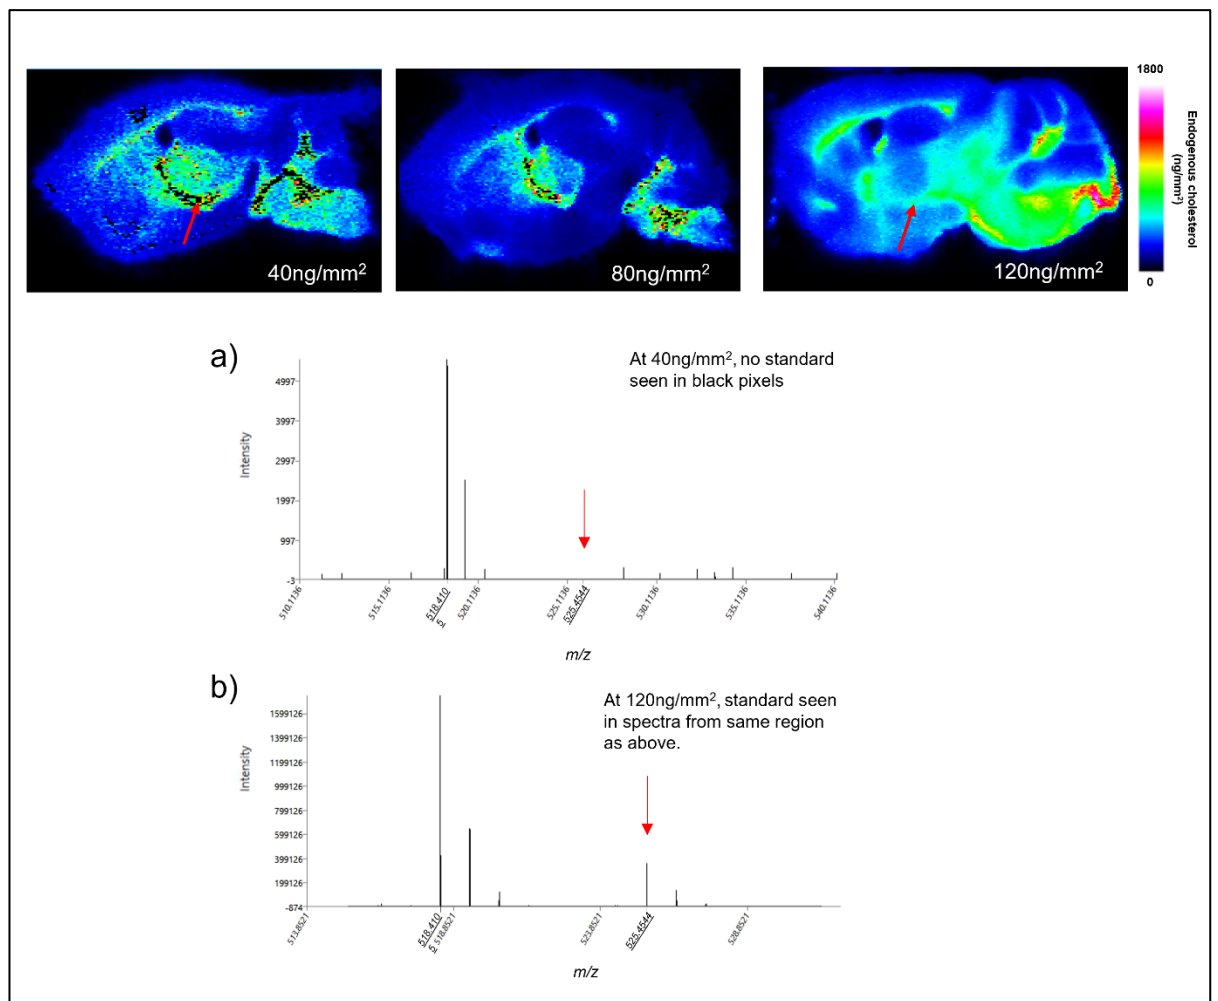 1800
Endogenous cholesterol
(ng/mm²)
0
40ng/mm²
80ng/mm²
120ng/mm²
a)
At 40ng/mm², no standard
seen in black pixels
4997
3997
2997
1997
997
-3
Intensity
510.1136
515.1136
518.410
5
520.1136
525.1136
525.4544
530.1136
535.1136
540.1136
m/z
b)
At 120ng/mm², standard seen
in spectra from same region
as above.
1599126
1399126
1199126
999126
799126
599126
399126
199126
-874
Intensity
513.8521
518.410
5
518.8521
523.8521
525.4544
528.8521
m/z